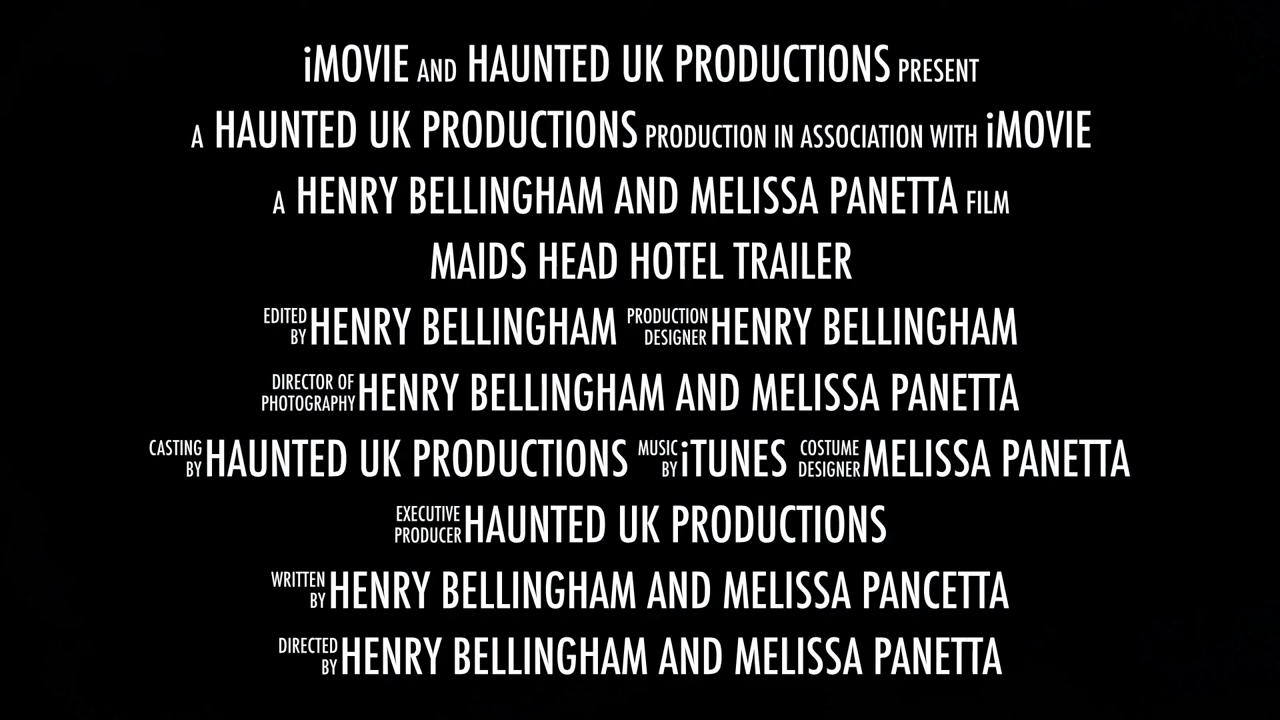 iMOVIE AND HAUNTED UK PRODUCTIONS PRESENT
A HAUNTED UK PRODUCTIONS PRODUCTION IN ASSOCIATION WITH iMOVIE
A HENRY BELLINGHAM AND MELISSA PANETTA FILM
MAIDS HEAD HOTEL TRAILER
EDITED BY HENRY BELLINGHAM PRODUCTION DESIGNER HENRY BELLINGHAM
DIRECTOR OF PHOTOGRAPHY HENRY BELLINGHAM AND MELISSA PANETTA
CASTING BY HAUNTED UK PRODUCTIONS MUSIC BY iTUNES COSTUME DESIGNER MELISSA PANETTA
EXECUTIVE PRODUCER HAUNTED UK PRODUCTIONS
WRITTEN BY HENRY BELLINGHAM AND MELISSA PANCETTA
DIRECTED BY HENRY BELLINGHAM AND MELISSA PANETTA